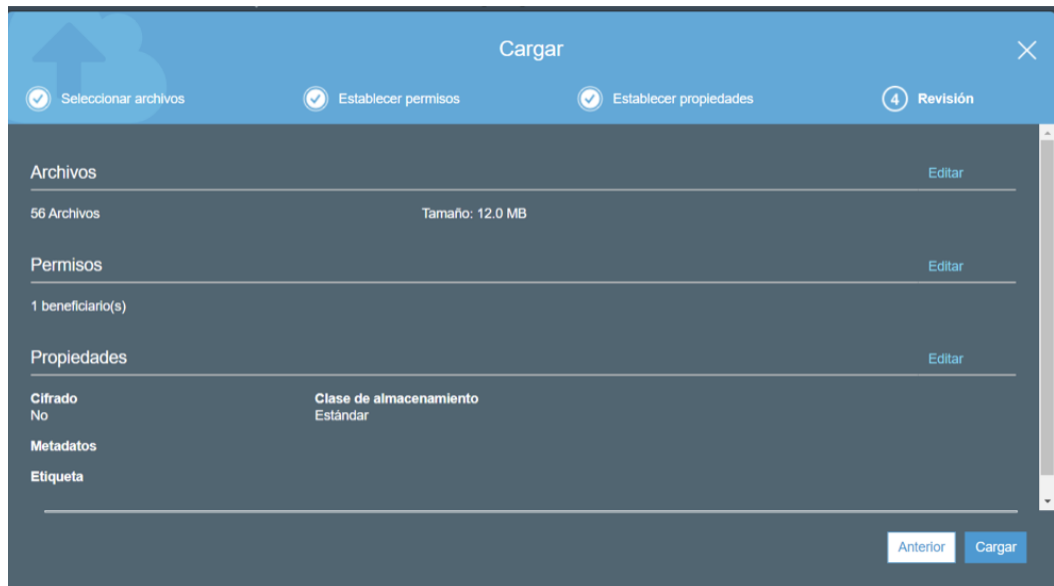 Cargar
Seleccionar archivos
Establecer permisos
Establecer propiedades
4 Revisión
Archivos Editar
56 Archivos Tamaño: 12.0 MB
Permisos Editar
1 beneficiario(s)
Propiedades Editar
Cifrado Clase de almacenamiento
No Estándar
Metadatos
Etiqueta
Anterior Cargar